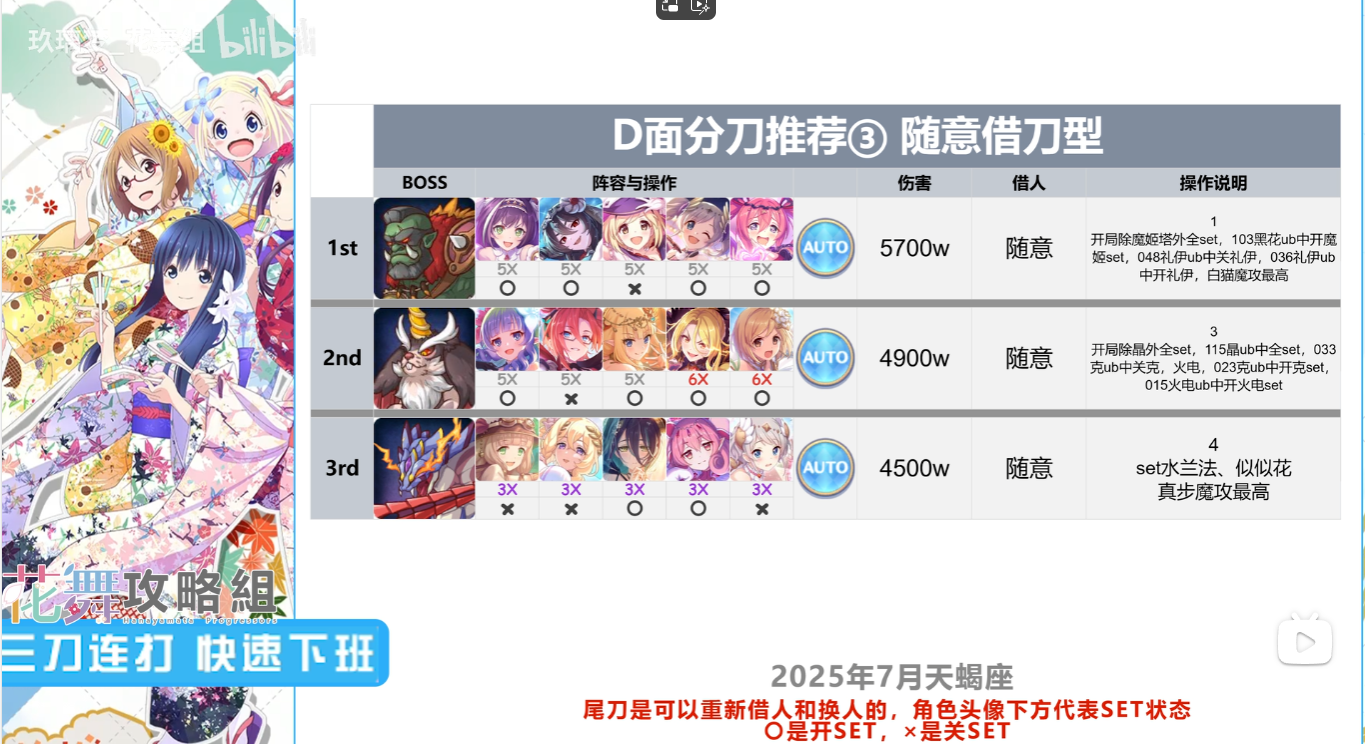 bilibili
D面分刀推荐③ 随意借刀型
BOSS 阵容与操作 伤害 借人 操作说明
1st
5X 5X 5X 5X 5X
○ ○ × ○ ○
AUTO
5700w
随意
1
开局除魔姬塔外全set，103黑花ub中开魔
姬set，048礼伊ub中关礼伊，036礼伊ub
中开礼伊，白猫魔攻最高
2nd
5X 5X 5X 6X 6X
○ × ○ ○ ○
AUTO
4900w
随意
3
开局除晶外全set，115晶ub中全set，033
克ub中关克，火电，023克ub中开克set，
015火电ub中开火电set
3rd
3X 3X 3X 3X 3X
× × ○ ○ ×
AUTO
4500w
随意
4
set水兰法、似似花
真步魔攻最高
花舞攻略組
Hanayamata Progressors
三刀连打 快速下班
2025年7月天蝎座
尾刀是可以重新借人和换人的，角色头像下方代表SET状态
○是开SET，×是关SET